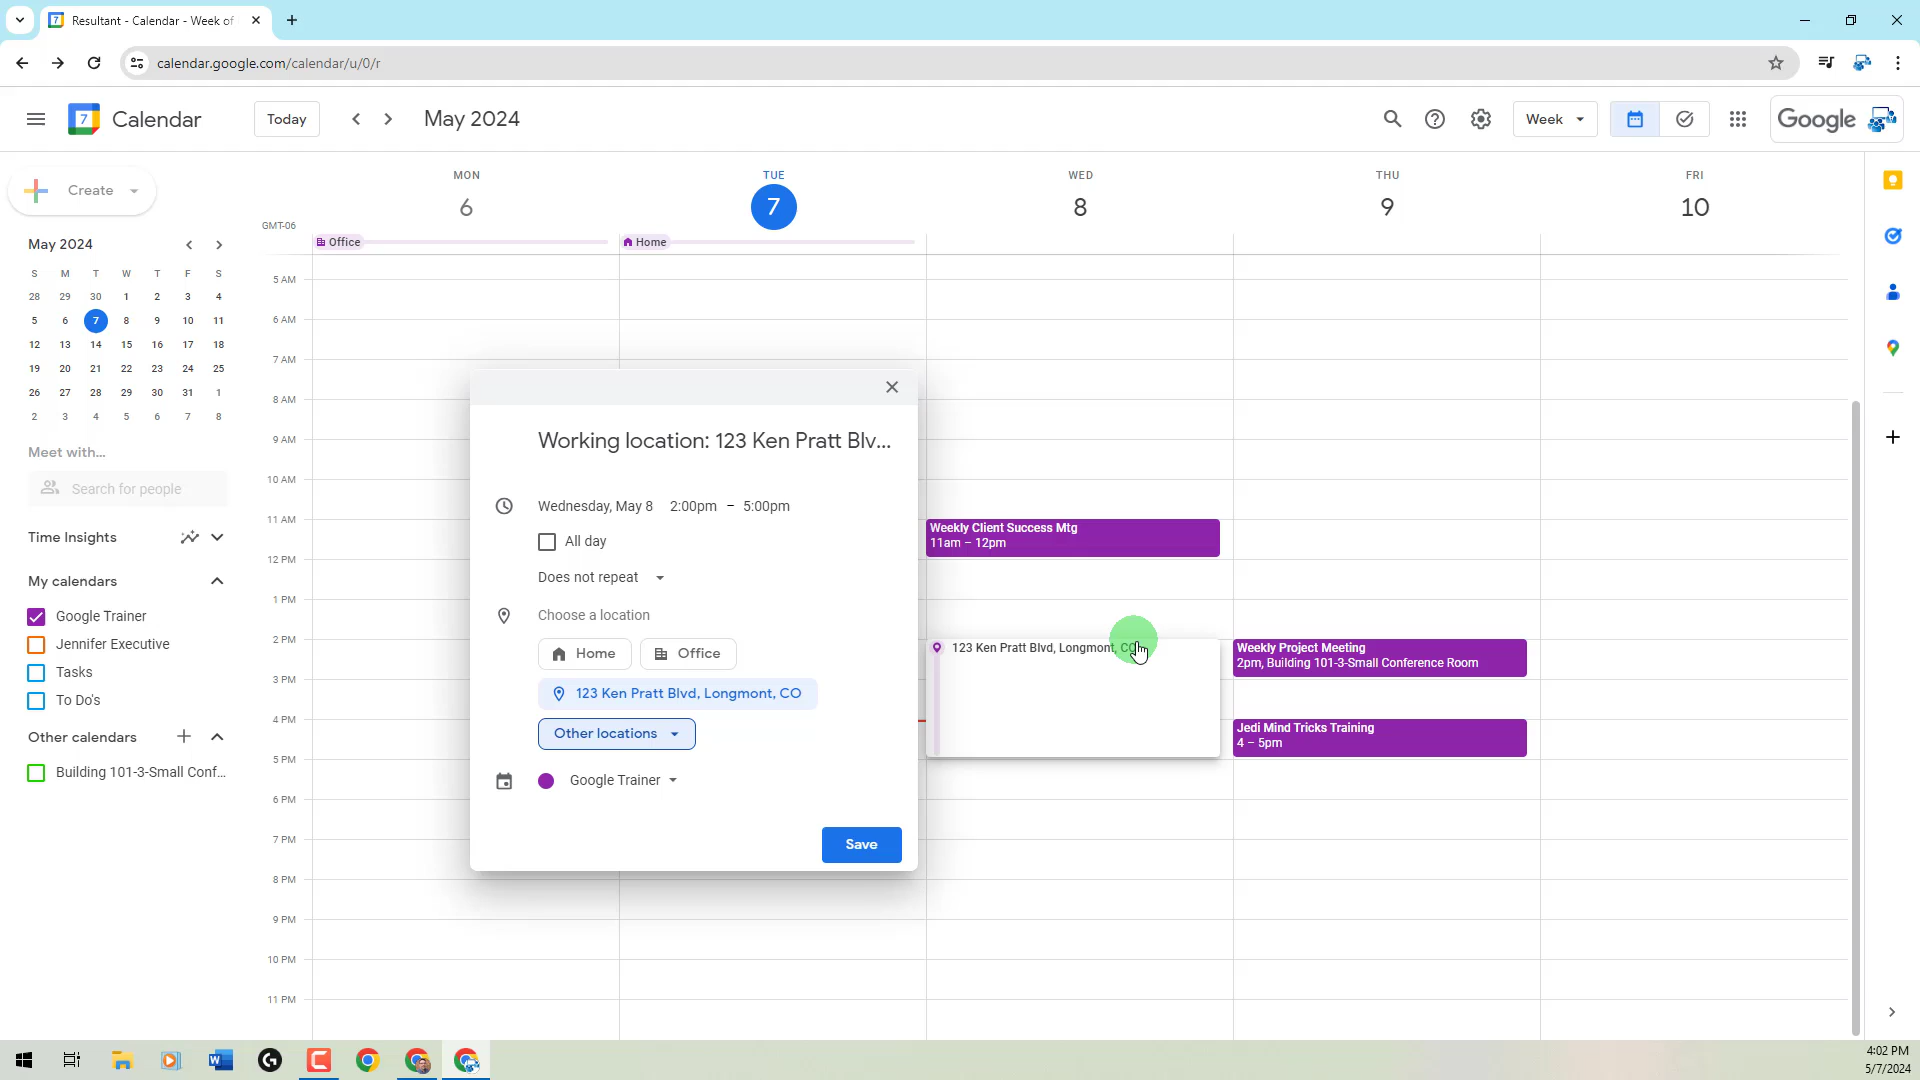 Resultant - Calendar - Week of
calendar.google.com/calendar/u/0/r
7 Calendar
Today
May 2024
Week
Google
Create
May 2024
S M T W T F S
28 29 30 1 2 3 4
5 6 7 8 9 10 11
12 13 14 15 16 17 18
19 20 21 22 23 24 25
26 27 28 29 30 31 1
2 3 4 5 6 7 8
Meet with...
Search for people
Time Insights
My calendars
Google Trainer
Jennifer Executive
Tasks
To Do's
Other calendars
Building 101-3-Small Conf...
GMT-06
MON
6
TUE
7
WED
8
THU
9
FRI
10
Office
Home
5 AM
6 AM
7 AM
8 AM
9 AM
10 AM
11 AM
12 PM
1 PM
2 PM
3 PM
4 PM
5 PM
6 PM
7 PM
8 PM
9 PM
10 PM
11 PM
Working location: 123 Ken Pratt Blv...
Wednesday, May 8 2:00pm – 5:00pm
All day
Does not repeat
Choose a location
Home Office
123 Ken Pratt Blvd, Longmont, CO
Other locations
Google Trainer
Save
Weekly Client Success Mtg
11am – 12pm
123 Ken Pratt Blvd, Longmont, CO
Weekly Project Meeting
2pm, Building 101-3-Small Conference Room
Jedi Mind Tricks Training
4 – 5pm
4:02 PM
5/7/2024